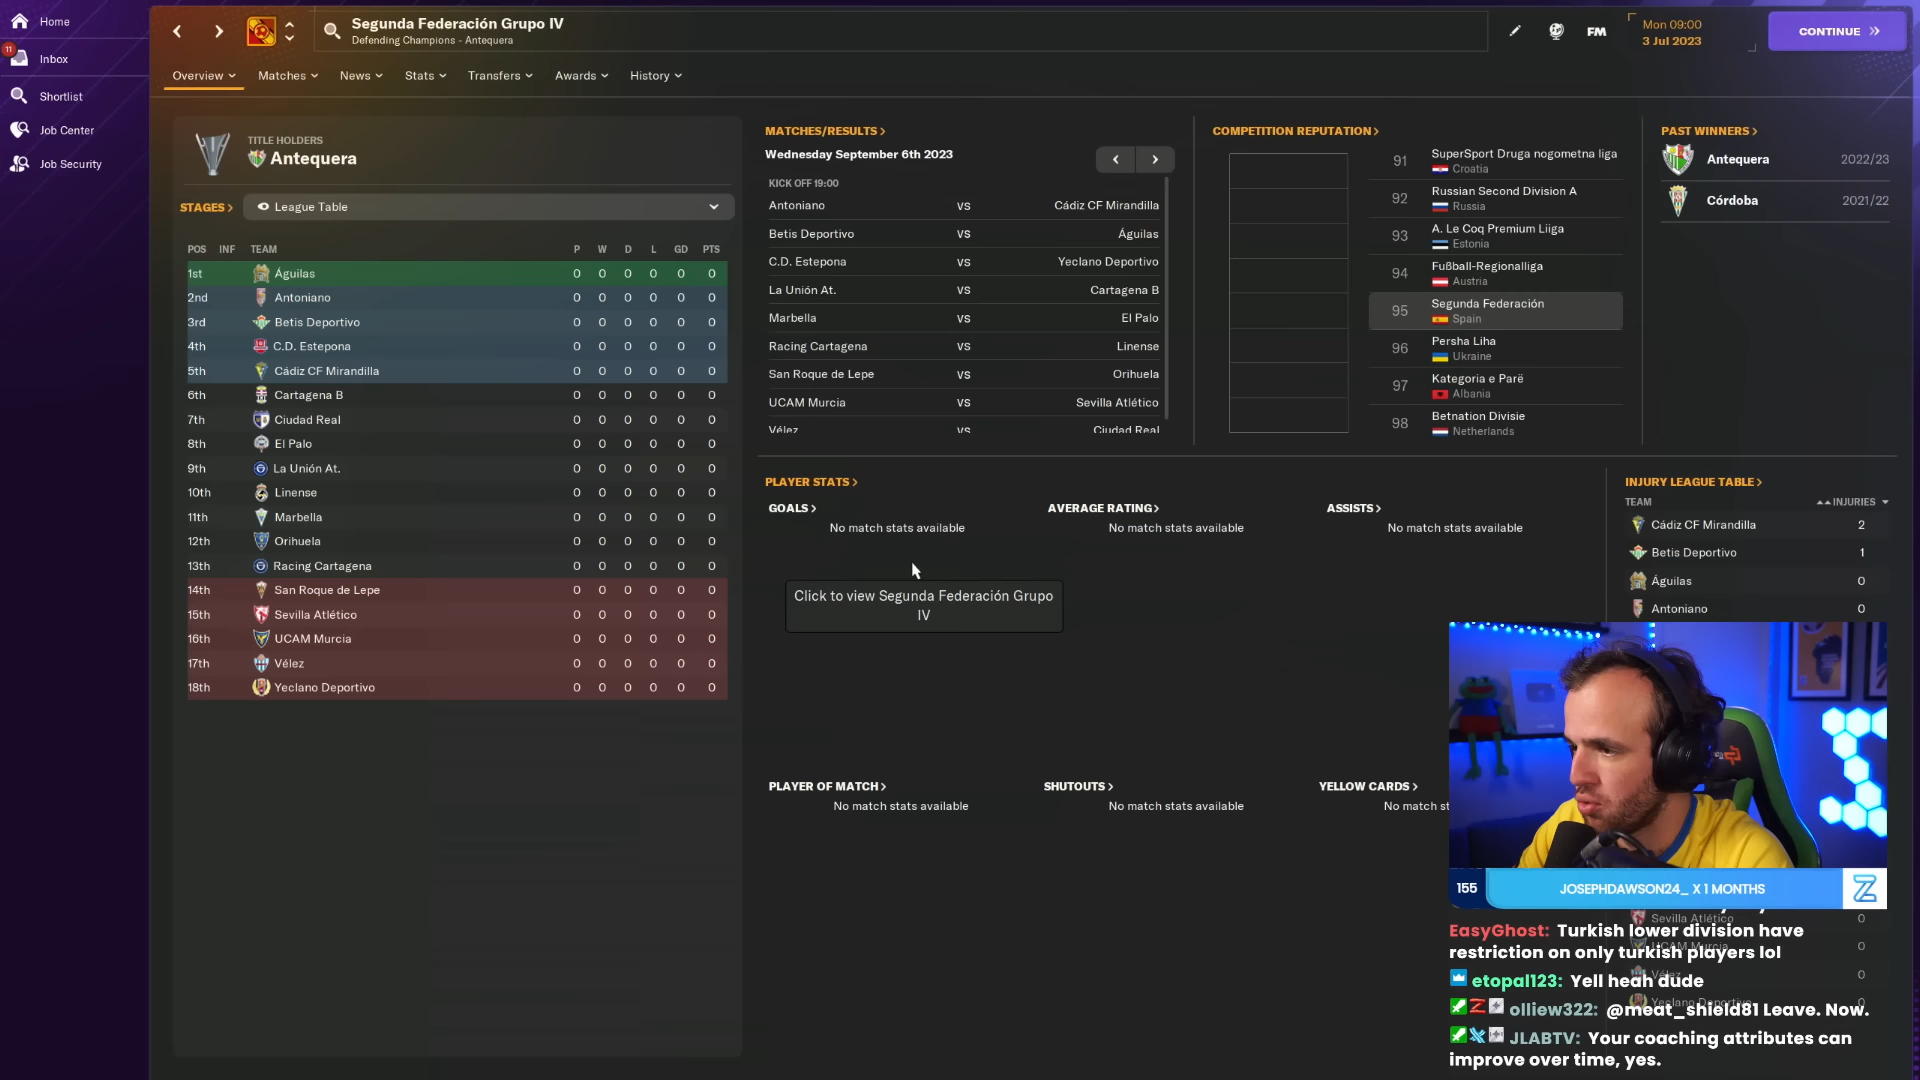 Home
Inbox
11
Shortlist
Job Center
Job Security
Segunda Federación Grupo IV
Defending Champions - Antequera
FM
Mon 09:00
3 Jul 2023
CONTINUE
Overview
Matches
News
Stats
Transfers
Awards
History
TITLE HOLDERS
Antequera
STAGES
League Table
POS INF TEAM P W D L GD PTS
1st Águilas 0 0 0 0 0 0
2nd Antoniano 0 0 0 0 0 0
3rd Betis Deportivo 0 0 0 0 0 0
4th C.D. Estepona 0 0 0 0 0 0
5th Cádiz CF Mirandilla 0 0 0 0 0 0
6th Cartagena B 0 0 0 0 0 0
7th Ciudad Real 0 0 0 0 0 0
8th El Palo 0 0 0 0 0 0
9th La Unión At. 0 0 0 0 0 0
10th Linense 0 0 0 0 0 0
11th Marbella 0 0 0 0 0 0
12th Orihuela 0 0 0 0 0 0
13th Racing Cartagena 0 0 0 0 0 0
14th San Roque de Lepe 0 0 0 0 0 0
15th Sevilla Atlético 0 0 0 0 0 0
16th UCAM Murcia 0 0 0 0 0 0
17th Vélez 0 0 0 0 0 0
18th Yeclano Deportivo 0 0 0 0 0 0
MATCHES/RESULTS
Wednesday September 6th 2023
KICK OFF 19:00
Antoniano VS Cádiz CF Mirandilla
Betis Deportivo VS Águilas
C.D. Estepona VS Yeclano Deportivo
La Unión At. VS Cartagena B
Marbella VS El Palo
Racing Cartagena VS Linense
San Roque de Lepe VS Orihuela
UCAM Murcia VS Sevilla Atlético
Vélez VS Ciudad Real
COMPETITION REPUTATION
91 SuperSport Druga nogometna liga
Croatia
92 Russian Second Division A
Russia
93 A. Le Coq Premium Liiga
Estonia
94 Fußball-Regionalliga
Austria
95 Segunda Federación
Spain
96 Persha Liha
Ukraine
97 Kategoria e Parë
Albania
98 Betnation Divisie
Netherlands
PAST WINNERS
Antequera 2022/23
Córdoba 2021/22
PLAYER STATS
GOALS
No match stats available
AVERAGE RATING
No match stats available
ASSISTS
No match stats available
Click to view Segunda Federación Grupo
IV
PLAYER OF MATCH
No match stats available
SHUTOUTS
No match stats available
YELLOW CARDS
No match st
INJURY LEAGUE TABLE
TEAM INJURIES
Cádiz CF Mirandilla 2
Betis Deportivo 1
Águilas 0
Antoniano 0
155 JOSEPHDAWSON24_ X 1 MONTHS Z
Sevilla Atlético 0
EasyGhost: Turkish lower division have
UCAM Murcia 0
restriction on only turkish players lol
Vélez 0
etopal123: Yell heah dude
Yeclano Deportivo 0
olliew322: @meat_shield81 Leave. Now.
JLABTV: Your coaching attributes can
improve over time, yes.